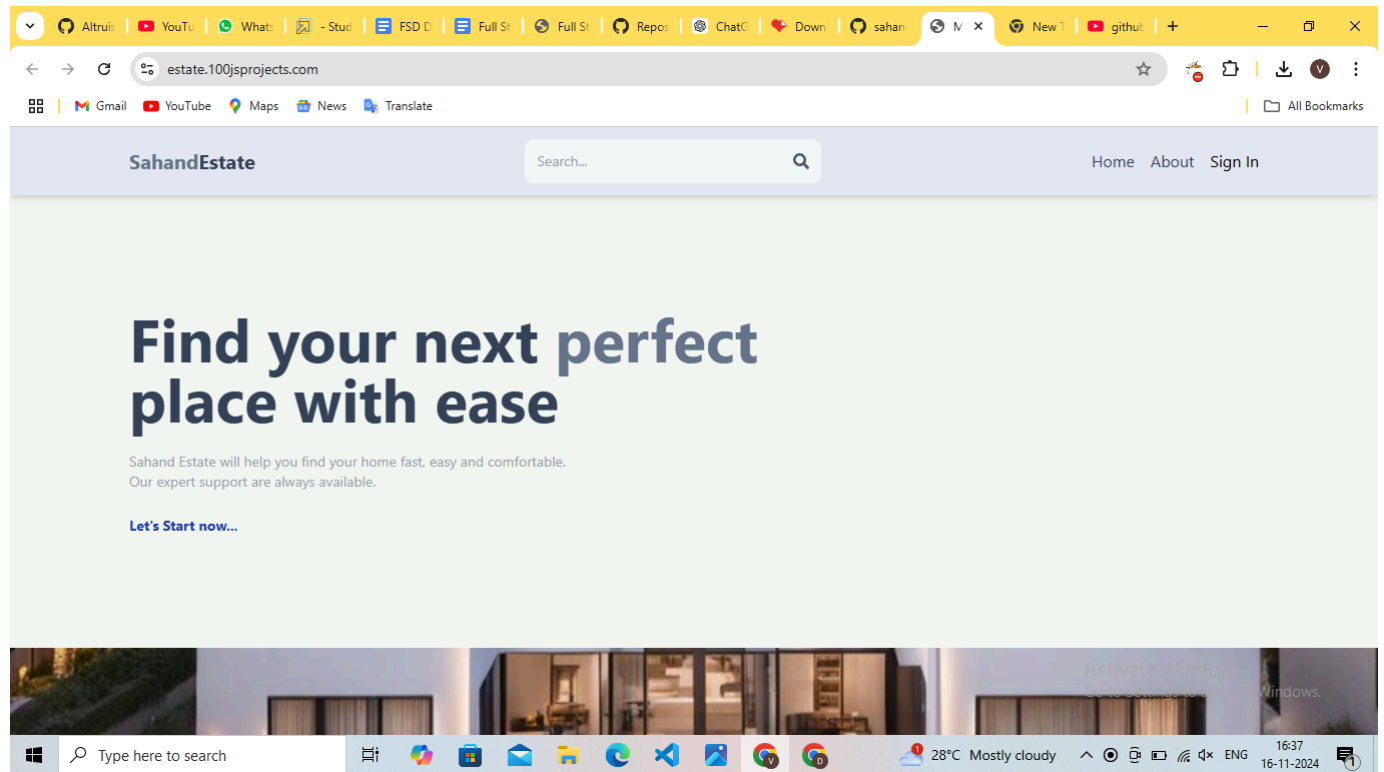 Altruis YouTu Whats - Stud FSD D Full St Full St Repos ChatG Down sahan M New T github
estate.100jsprojects.com V
Gmail YouTube Maps News Translate All Bookmarks
SahandEstate Search... Home About Sign In
Find your next perfect
place with ease
Sahand Estate will help you find your home fast, easy and comfortable.
Our expert support are always available.
Let's Start now...
Activate Windows
Go to Settings to Windows.
Type here to search 28°C Mostly cloudy ENG 16:37
16-11-2024